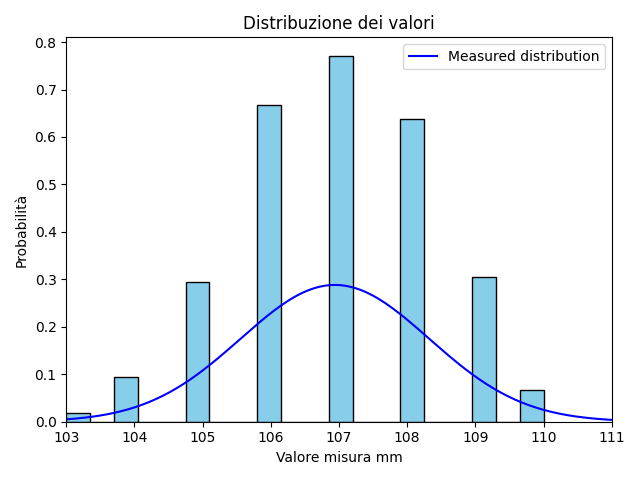 Distribuzione dei valori
Measured distribution
0.8
0.7
0.6
0.5
0.4
0.3
0.2
0.1
0.0
Probabilità
103 104 105 106 107 108 109 110 111
Valore misura mm